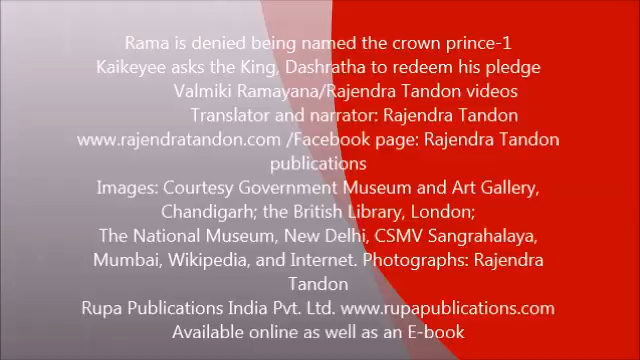 Rama is denied being named the crown prince-1
Kaikeyee asks the King, Dashratha to redeem his pledge
Valmiki Ramayana/Rajendra Tandon videos
Translator and narrator: Rajendra Tandon
www.rajendratandon.com /Facebook page: Rajendra Tandon
publications
Images: Courtesy Government Museum and Art Gallery,
Chandigarh; the British Library, London;
The National Museum, New Delhi, CSMV Sangrahalaya,
Mumbai, Wikipedia, and Internet. Photographs: Rajendra
Tandon
Rupa Publications India Pvt. Ltd. www.rupapublications.com
Available online as well as an E-book